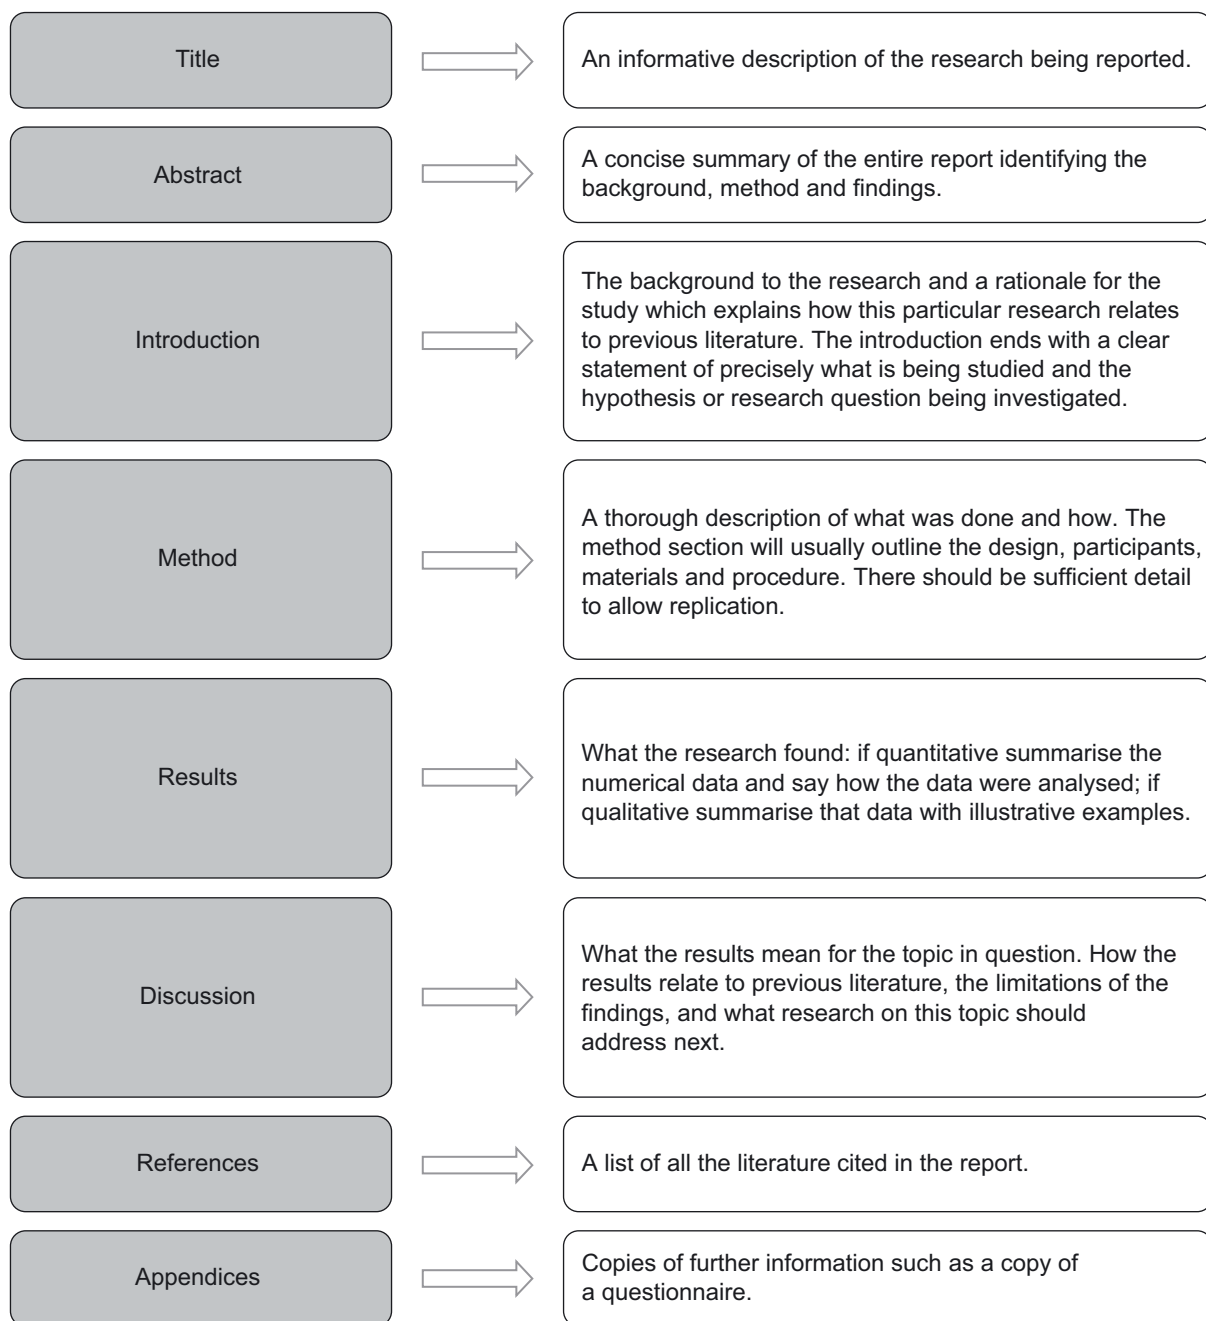 Title
An informative description of the research being reported.
Abstract
A concise summary of the entire report identifying the
background, method and findings.
Introduction
The background to the research and a rationale for the
study which explains how this particular research relates
to previous literature. The introduction ends with a clear
statement of precisely what is being studied and the
hypothesis or research question being investigated.
Method
A thorough description of what was done and how. The
method section will usually outline the design, participants,
materials and procedure. There should be sufficient detail
to allow replication.
Results
What the research found: if quantitative summarise the
numerical data and say how the data were analysed; if
qualitative summarise that data with illustrative examples.
Discussion
What the results mean for the topic in question. How the
results relate to previous literature, the limitations of the
findings, and what research on this topic should
address next.
References
A list of all the literature cited in the report.
Appendices
Copies of further information such as a copy of
a questionnaire.